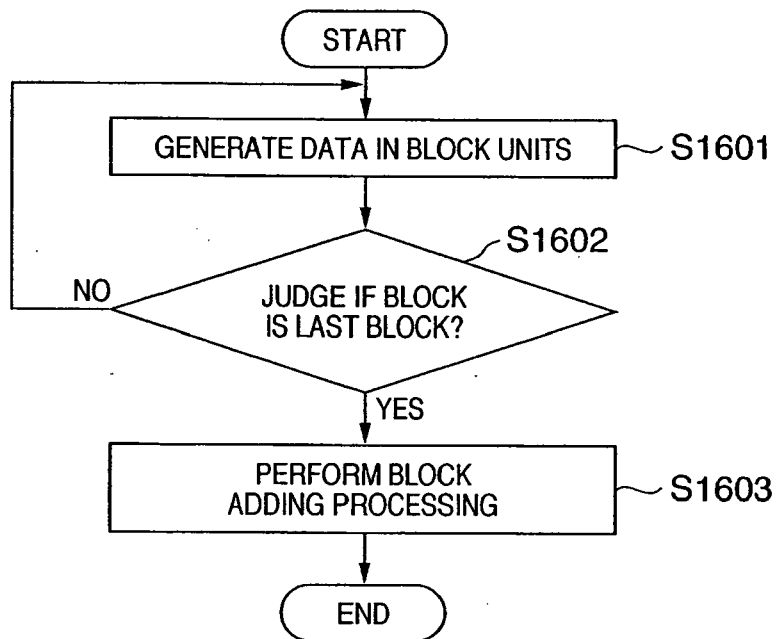 START
GENERATE DATA IN BLOCK UNITS
S1601
S1602
NO
JUDGE IF BLOCK
IS LAST BLOCK?
YES
PERFORM BLOCK
ADDING PROCESSING
S1603
END